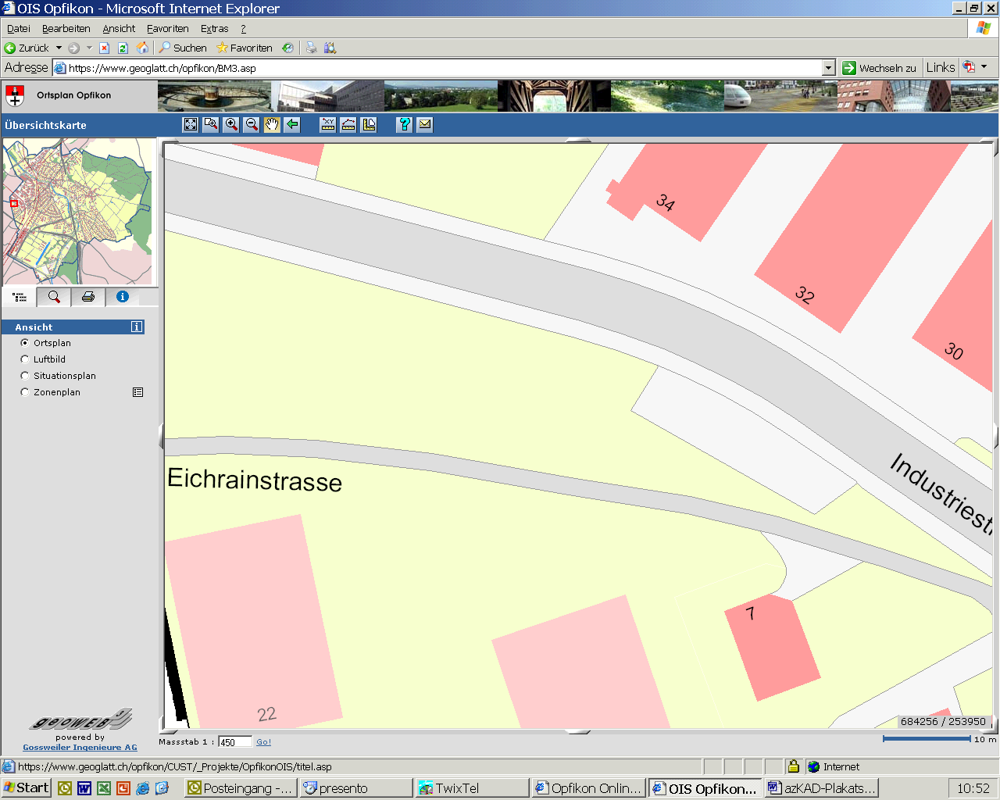 OIS Opfikon - Microsoft Internet Explorer
Datei Bearbeiten Ansicht Favoriten Extras ?
Zurück Suchen Favoriten
Adresse https://www.geoglatt.ch/opfikon/BM3.asp Wechseln zu Links
Ortsplan Opfikon
Übersichtskarte
XY
?
34
32
30
Ansicht i
Ortsplan
Luftbild
Situationsplan
Zonenplan
Industriest
Eichrainstrasse
7
22
684256 / 253950
geoWEB
powered by
Gossweiler Ingenieure AG
Massstab 1 : 450 Go!
10 m
https://www.geoglatt.ch/opfikon/CUST/_Projekte/OpfikonOIS/titel.asp Internet
Start Posteingang -... presento TwixTel Opfikon Onlin... OIS Opfikon... azKAD-Plakats... 10:52